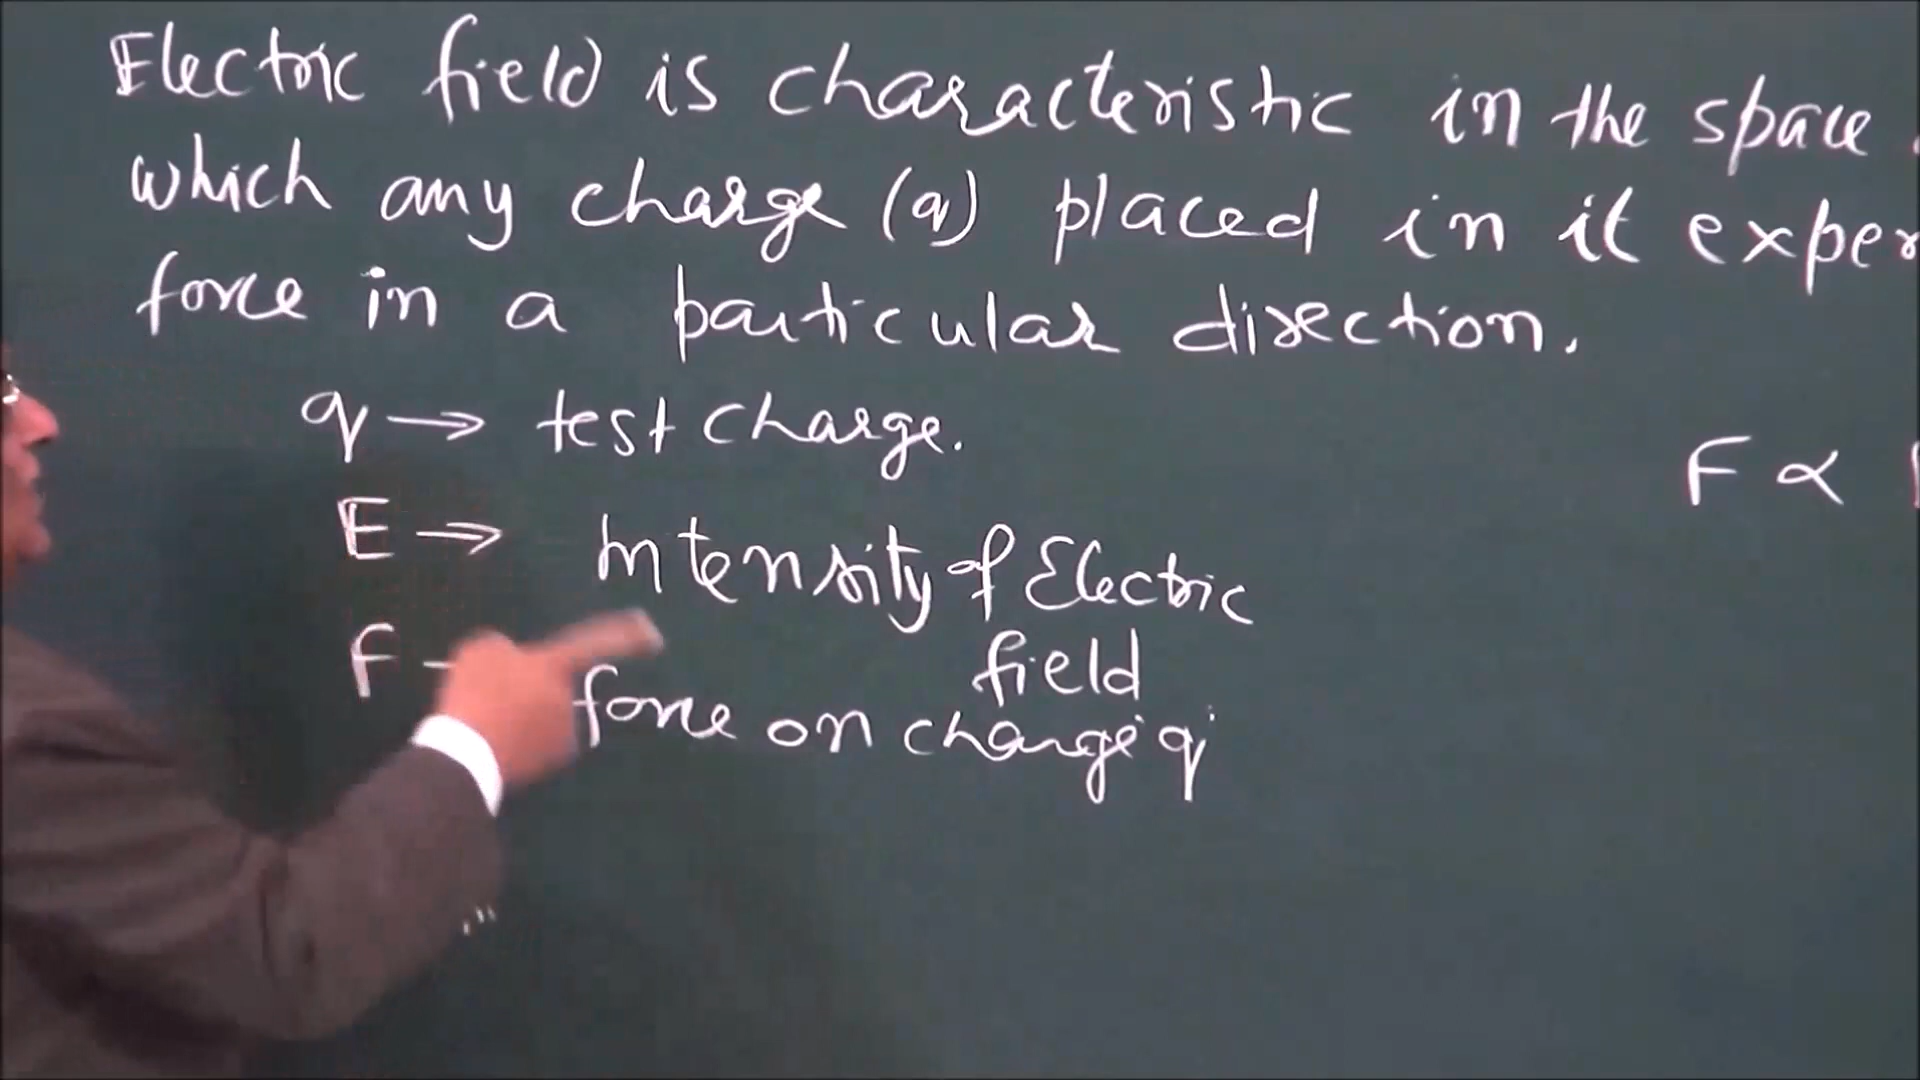 Electric field is characteristic in the space
which any charge (q) placed in it exper
force in a particular direction.
q → test charge.
F ∝
E → Intensity of Electric
field
F → force on charge 'q'